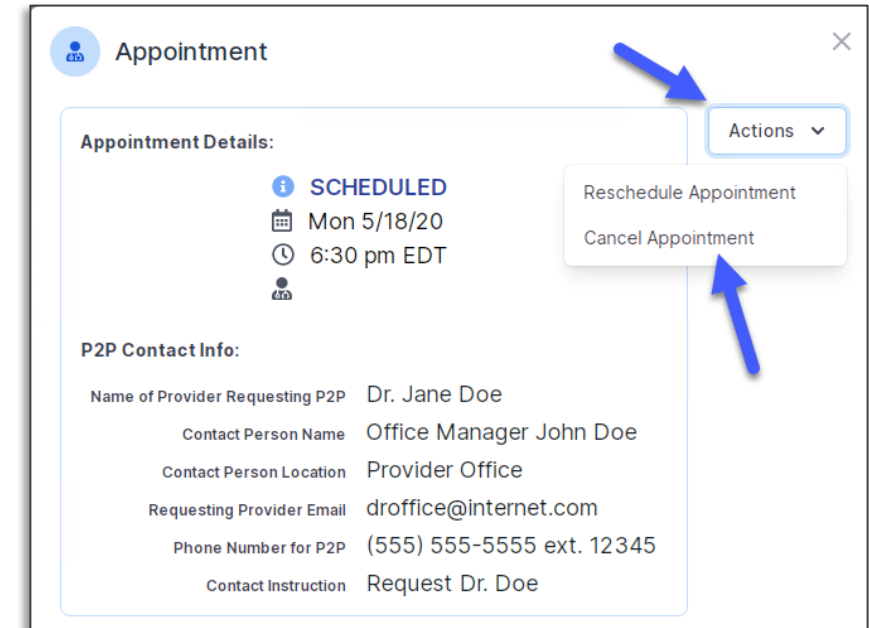 Appointment
Actions
Appointment Details:
SCHEDULED
Reschedule Appointment
Mon 5/18/20
Cancel Appointment
6:30 pm EDT
P2P Contact Info:
Name of Provider Requesting P2P Dr. Jane Doe
Contact Person Name Office Manager John Doe
Contact Person Location Provider Office
Requesting Provider Email droffice@internet.com
Phone Number for P2P (555) 555-5555 ext. 12345
Contact Instruction Request Dr. Doe